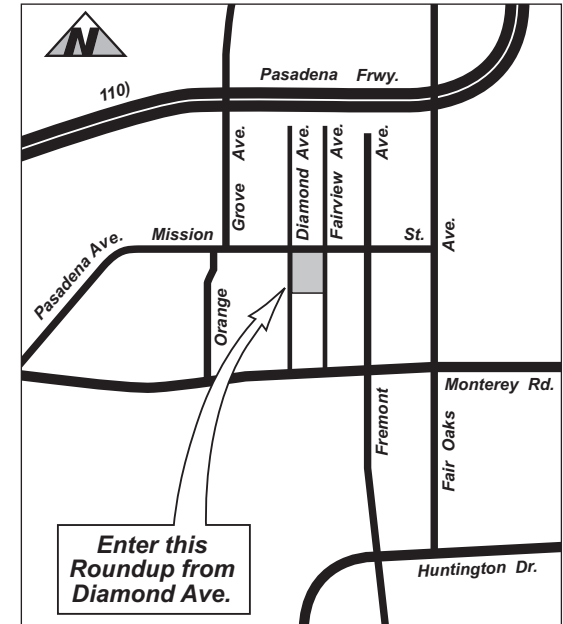 N
110)
Pasadena Frwy.
Grove Ave.
Diamond Ave.
Fairview Ave.
Ave.
Pasadena Ave.
Mission St.
Ave.
Orange
Monterey Rd.
Fremont
Fair Oaks
Enter this
Roundup from
Diamond Ave.
Huntington Dr.